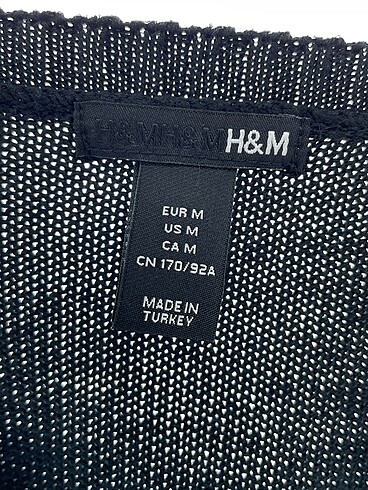 H&MH&MH&M
EUR M
US M
CA M
CN 170/92A
MADE IN
TURKEY